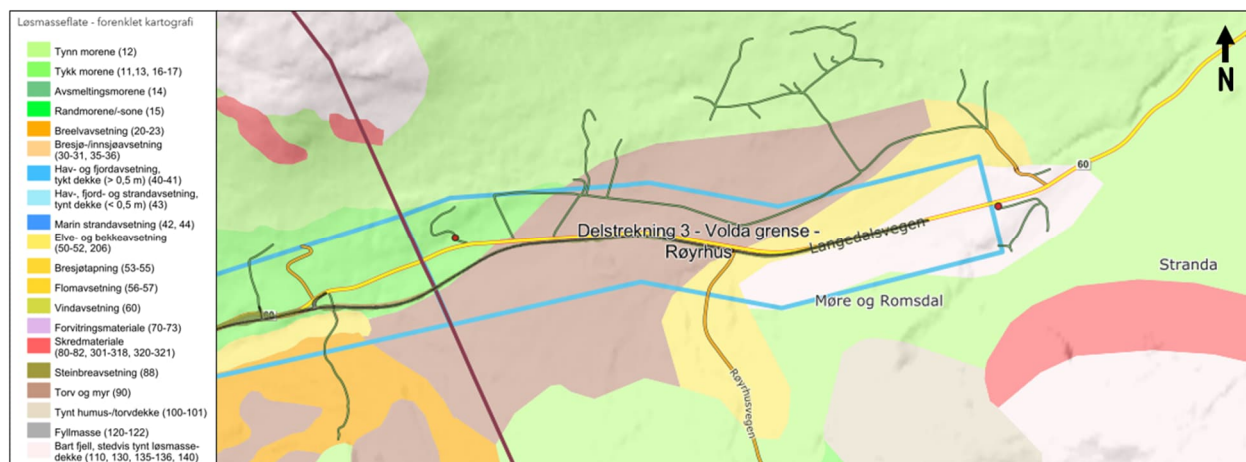 Løsmasseflate - forenklet kartografi
Tynn morene (12)
Tykk morene (11,13, 16-17)
Avsmeltingsmorene (14)
Randmorene/-sone (15)
Breelvavsetning (20-23)
Bresjø-/innsjøavsetning
(30-31, 35-36)
Hav- og fjordavsetning,
tykt dekke (> 0,5 m) (40-41)
Hav-, fjord- og strandavsetning,
tynt dekke (< 0,5 m) (43)
Marin strandavsetning (42, 44)
Elve- og bekkeavsetning
(50-52, 206)
Bresjøtapning (53-55)
Flomavsetning (56-57)
Vindavsetning (60)
Forvitringsmateriale (70-73)
Skredmateriale
(80-82, 301-318, 320-321)
Steinbreavsetning (88)
Torv og myr (90)
Tynt humus-/torvdekke (100-101)
Fyllmasse (120-122)
Bart fjell, stedvis tynt løsmasse-
dekke (110, 130, 135-136, 140)
N
60
Delstrekning 3 - Volda grense -
Røyrhus
Langedalsvegen
Stranda
Møre og Romsdal
60
Røyrhusvegen